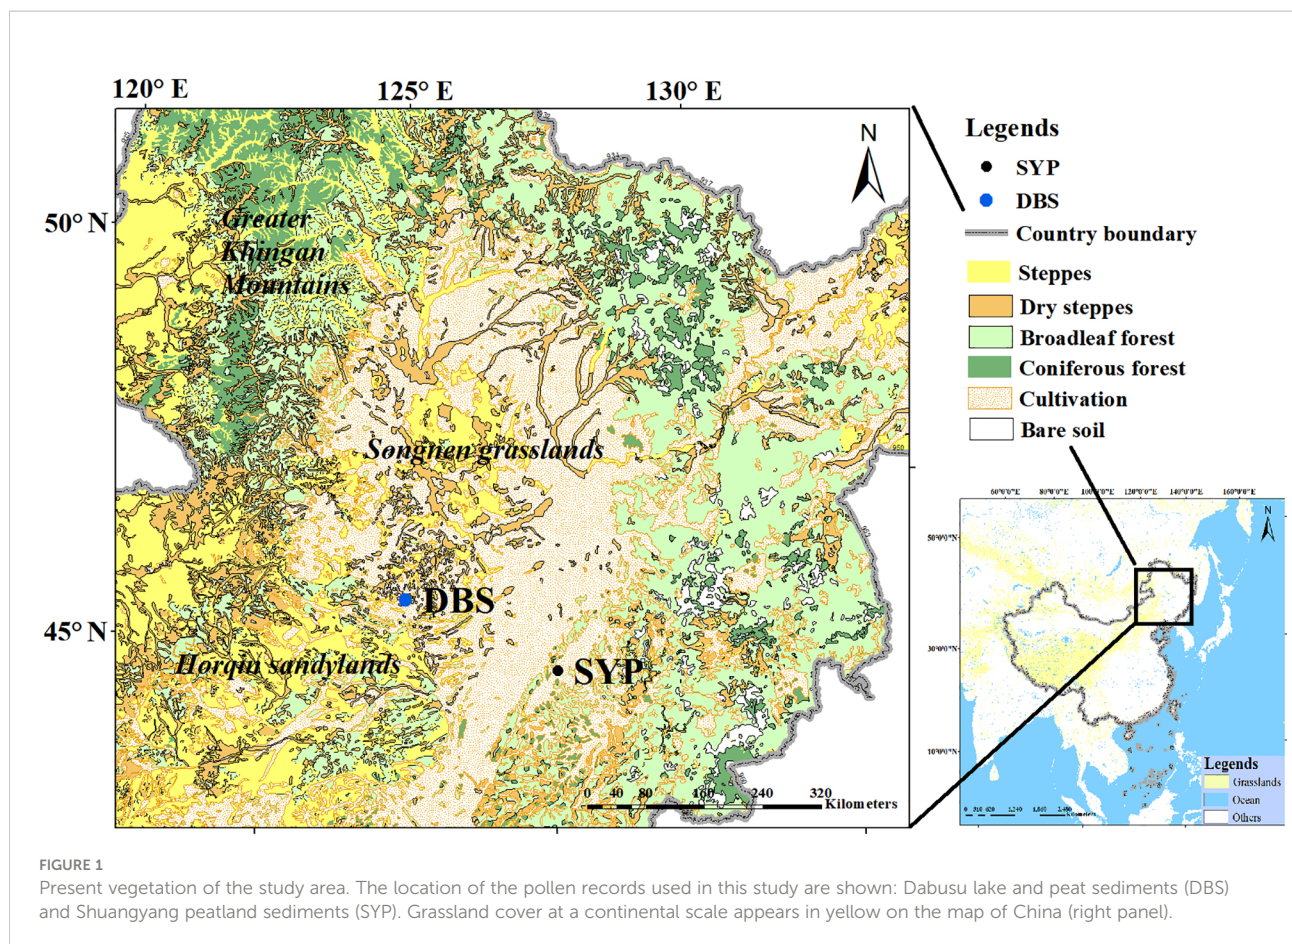 120° E 125° E 130° E
50° N
45° N
N
Greater
Khingan
Mountains
Songnen grasslands
DBS
Horqin sandylands
SYP
0 40 80 160 240 320
Kilometers
Legends
SYP
DBS
Country boundary
Steppes
Dry steppes
Broadleaf forest
Coniferous forest
Cultivation
Bare soil
N
Legends
Grasslands
Ocean
Others
Kilometers
FIGURE 1
Present vegetation of the study area. The location of the pollen records used in this study are shown: Dabusu lake and peat sediments (DBS)
and Shuangyang peatland sediments (SYP). Grassland cover at a continental scale appears in yellow on the map of China (right panel).